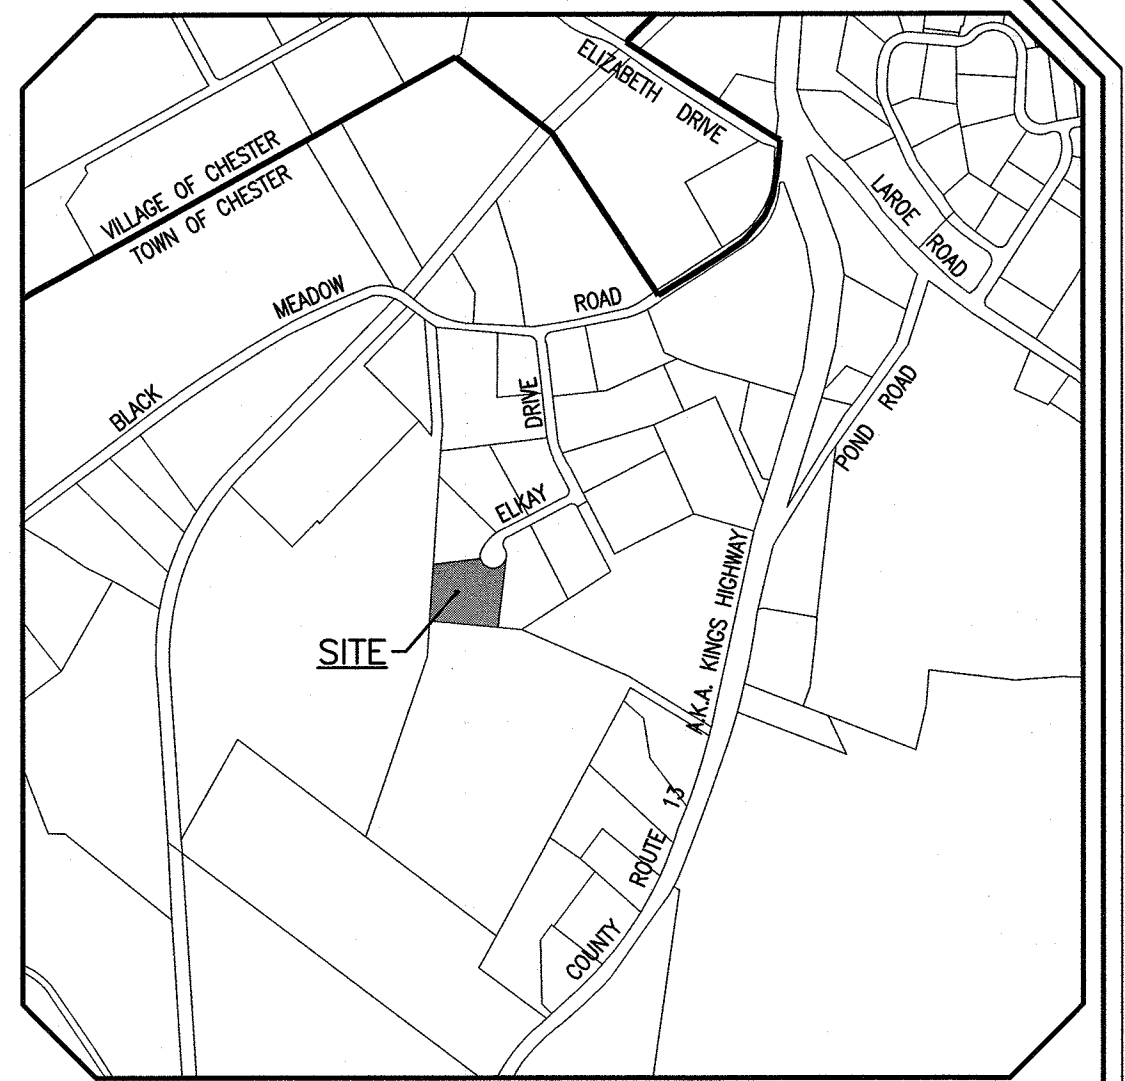 ELIZABETH DRIVE
VILLAGE OF CHESTER
TOWN OF CHESTER
LAROE ROAD
BLACK MEADOW ROAD
DRIVE
ELKAY
POND ROAD
SITE
A.K.A. KINGS HIGHWAY
COUNTY ROUTE 13